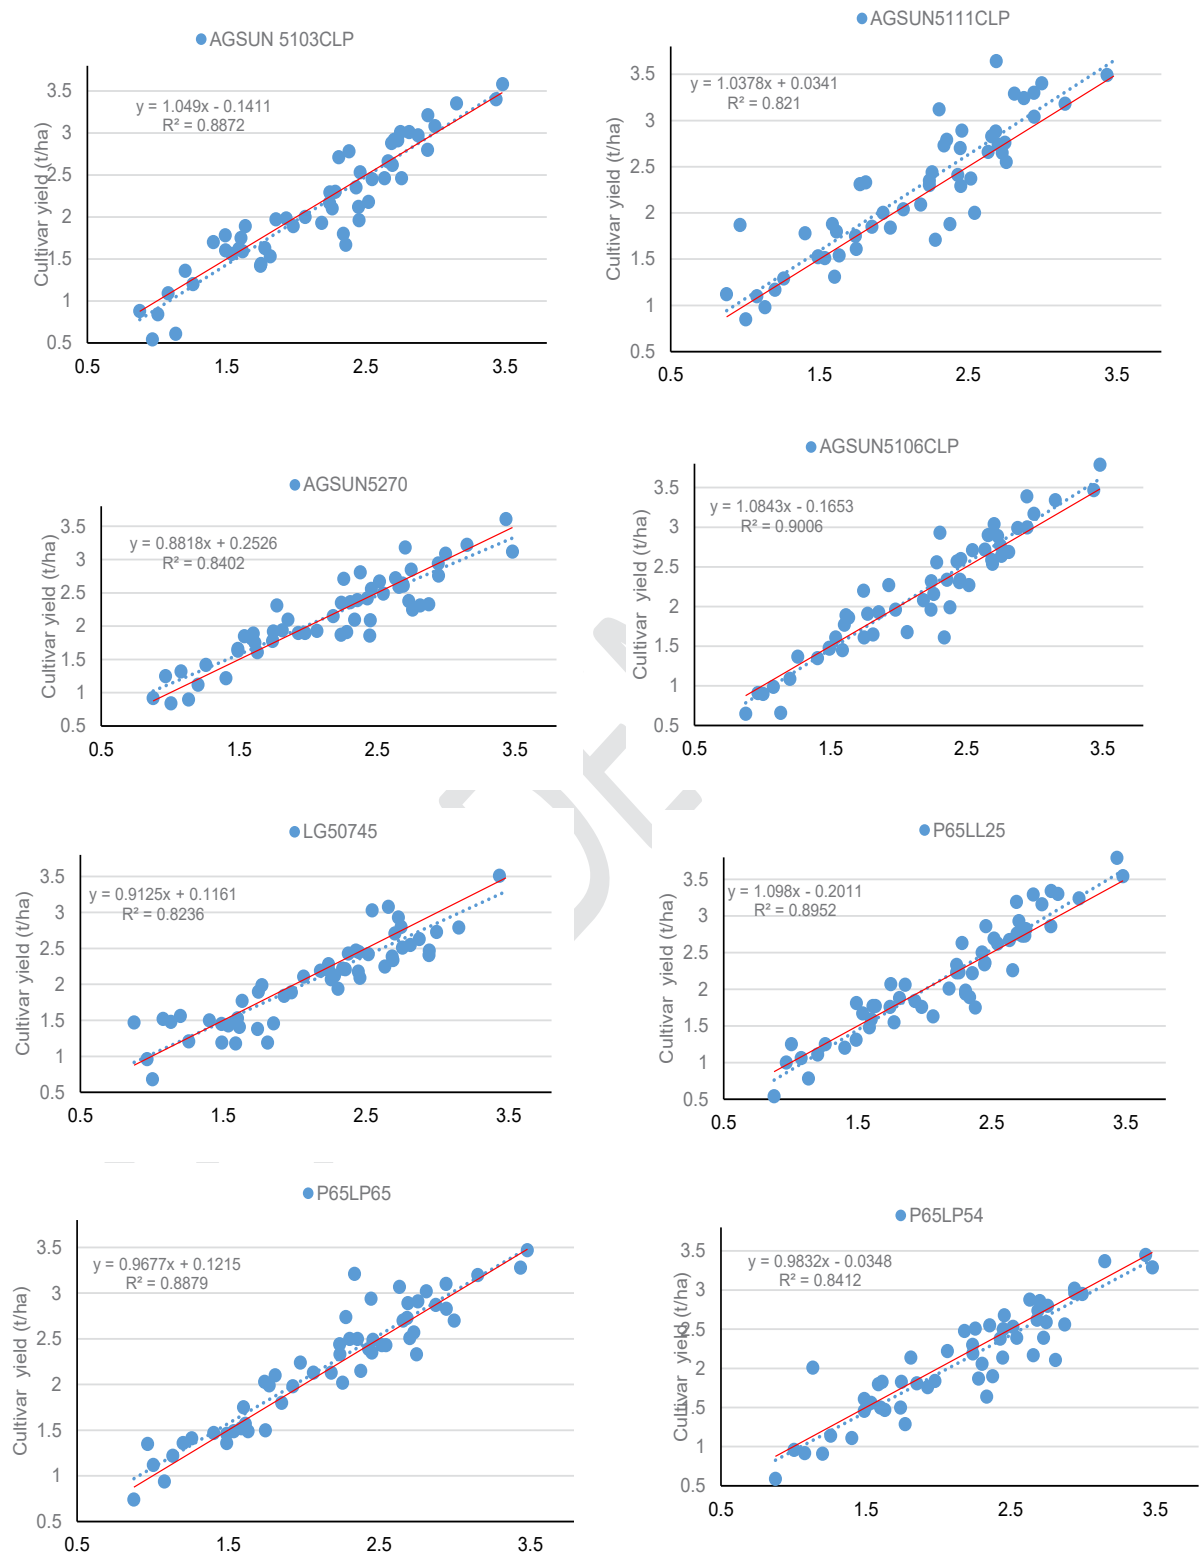 AGSUN 5103CLP
y = 1.049x - 0.1411
R² = 0.8872
Cultivar yield (t/ha)
3.5
3
2.5
2
1.5
1
0.5
0.5 1.5 2.5 3.5
AGSUN5111CLP
y = 1.0378x + 0.0341
R² = 0.821
Cultivar yield (t/ha)
3.5
3
2.5
2
1.5
1
0.5
0.5 1.5 2.5 3.5
AGSUN5270
y = 0.8818x + 0.2526
R² = 0.8402
Cultivar yield (t/ha)
3.5
3
2.5
2
1.5
1
0.5
0.5 1.5 2.5 3.5
AGSUN5106CLP
y = 1.0843x - 0.1653
R² = 0.9006
Cultivar yield (t/ha)
3.5
3
2.5
2
1.5
1
0.5
0.5 1.5 2.5 3.5
LG50745
y = 0.9125x + 0.1161
R² = 0.8236
Cultivar yield (t/ha)
3.5
3
2.5
2
1.5
1
0.5
0.5 1.5 2.5 3.5
P65LL25
y = 1.098x - 0.2011
R² = 0.8952
Cultivar yield (t/ha)
3.5
3
2.5
2
1.5
1
0.5
0.5 1.5 2.5 3.5
P65LP65
y = 0.9677x + 0.1215
R² = 0.8879
Cultivar yield (t/ha)
3.5
3
2.5
2
1.5
1
0.5
0.5 1.5 2.5 3.5
P65LP54
y = 0.9832x - 0.0348
R² = 0.8412
Cultivar yield (t/ha)
3.5
3
2.5
2
1.5
1
0.5
0.5 1.5 2.5 3.5